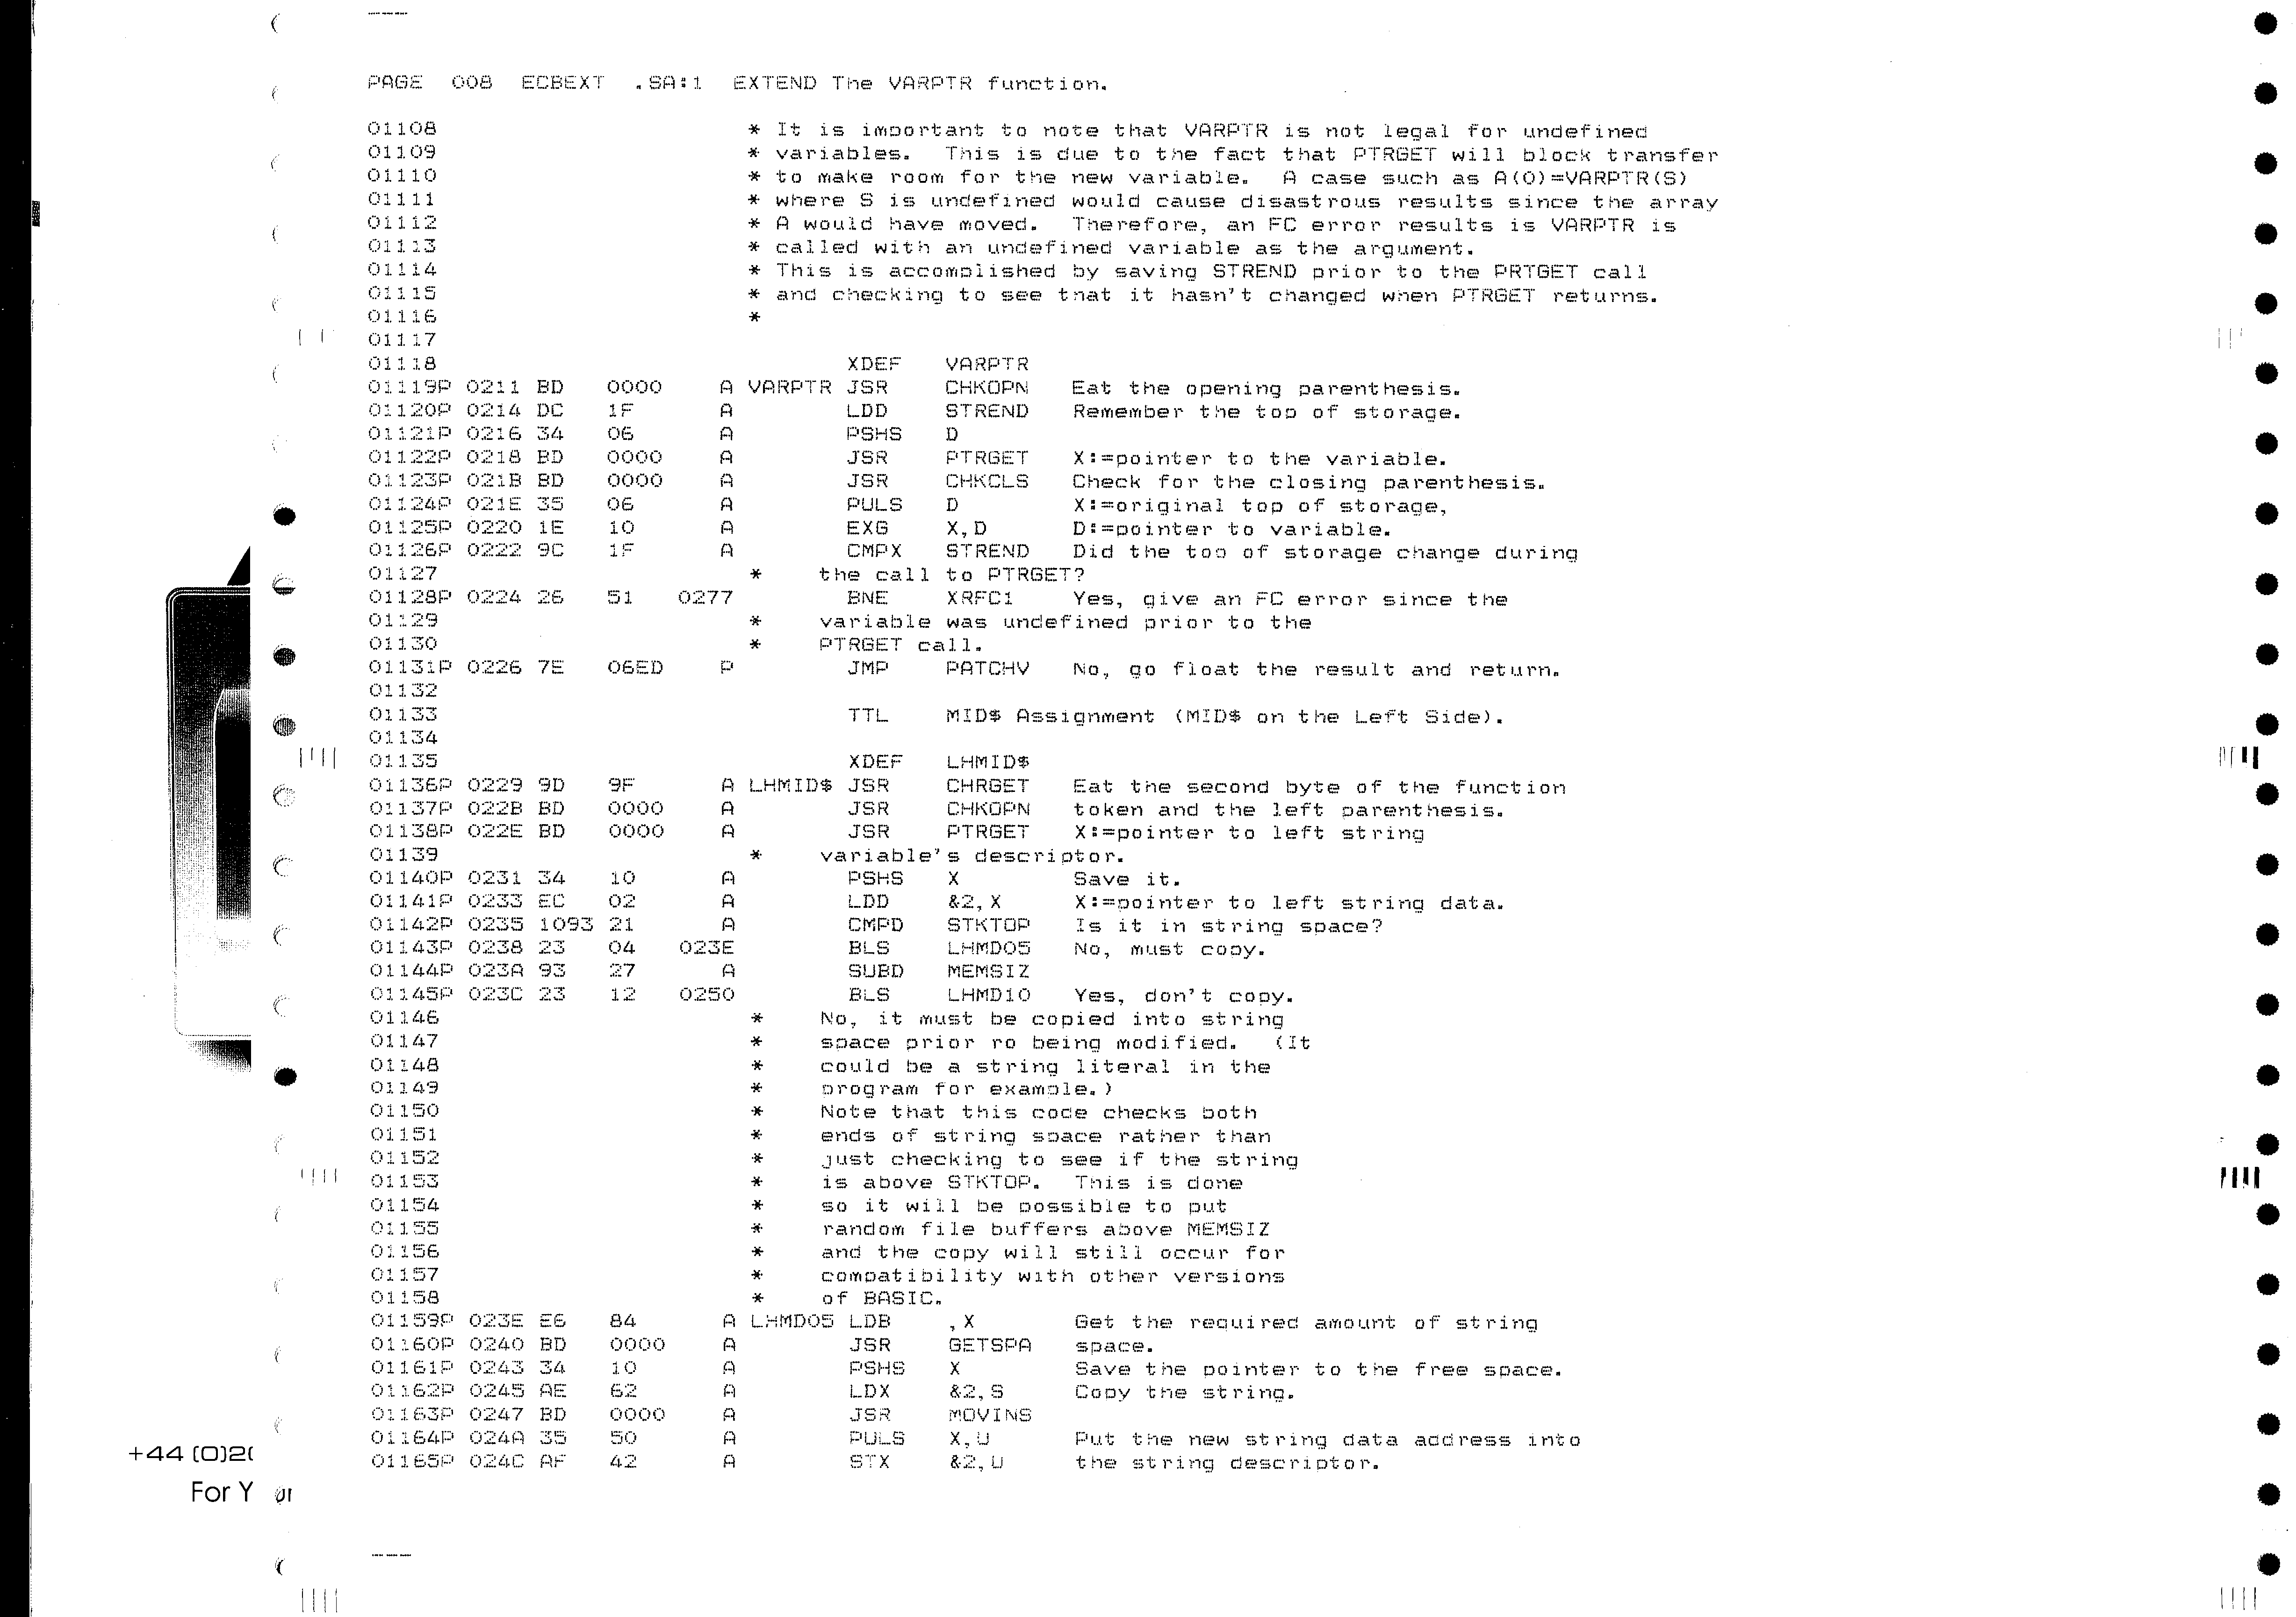 PAGE  008  ECBEXT  .SA:1  EXTEND The VARPTR function.
01108                      * It is important to note that VARPTR is not legal for undefined
01109                      * variables.  This is due to the fact that PTRGET will block transfer
01110                      * to make room for the new variable.  A case such as A(0)=VARPTR(S)
01111                      * where S is undefined would cause disastrous results since the array
01112                      * A would have moved.  Therefore, an FC error results is VARPTR is
01113                      * called with an undefined variable as the argument.
01114                      * This is accomplished by saving STREND prior to the PRTGET call
01115                      * and checking to see that it hasn't changed when PTRGET returns.
01116                      *
01117
01118                             XDEF   VARPTR
01119P 0211 BD   0000    A VARPTR JSR    CHKOPN   Eat the opening parenthesis.
01120P 0214 DC   1F      A        LDD    STREND   Remember the top of storage.
01121P 0216 34   06      A        PSHS   D
01122P 0218 BD   0000    A        JSR    PTRGET   X:=pointer to the variable.
01123P 021B BD   0000    A        JSR    CHKCLS   Check for the closing parenthesis.
01124P 021E 35   06      A        PULS   D        X:=original top of storage,
01125P 0220 1E   10      A        EXG    X,D      D:=pointer to variable.
01126P 0222 9C   1F      A        CMPX   STREND   Did the top of storage change during
01127                      *    the call to PTRGET?
01128P 0224 26   51   0277        BNE    XRFC1    Yes, give an FC error since the
01129                      *    variable was undefined prior to the
01130                      *    PTRGET call.
01131P 0226 7E   06ED    P        JMP    PATCHV   No, go float the result and return.
01132
01133                             TTL    MID$ Assignment (MID$ on the Left Side).
01134
01135                             XDEF   LHMID$
01136P 0229 9D   9F      A LHMID$ JSR    CHRGET   Eat the second byte of the function
01137P 022B BD   0000    A        JSR    CHKOPN   token and the left parenthesis.
01138P 022E BD   0000    A        JSR    PTRGET   X:=pointer to left string
01139                      *    variable's descriptor.
01140P 0231 34   10      A        PSHS   X        Save it.
01141P 0233 EC   02      A        LDD    &2,X     X:=pointer to left string data.
01142P 0235 1093 21      A        CMPD   STKTOP   Is it in string space?
01143P 0238 23   04   023E        BLS    LHMD05   No, must copy.
01144P 023A 93   27      A        SUBD   MEMSIZ
01145P 023C 23   12   0250        BLS    LHMD10   Yes, don't copy.
01146                      *    No, it must be copied into string
01147                      *    space prior ro being modified.  (It
01148                      *    could be a string literal in the
01149                      *    program for example.)
01150                      *    Note that this code checks both
01151                      *    ends of string space rather than
01152                      *    just checking to see if the string
01153                      *    is above STKTOP.  This is done
01154                      *    so it will be possible to put
01155                      *    random file buffers above MEMSIZ
01156                      *    and the copy will still occur for
01157                      *    compatibility with other versions
01158                      *    of BASIC.
01159P 023E E6   84      A LHMD05 LDB    ,X       Get the required amount of string
01160P 0240 BD   0000    A        JSR    GETSPA   space.
01161P 0243 34   10      A        PSHS   X        Save the pointer to the free space.
01162P 0245 AE   62      A        LDX    &2,S     Copy the string.
01163P 0247 BD   0000    A        JSR    MOVINS
01164P 024A 35   50      A        PULS   X,U      Put the new string data address into
01165P 024C AF   42      A        STX    &2,U     the string descriptor.
+44 (0)2(
For Y